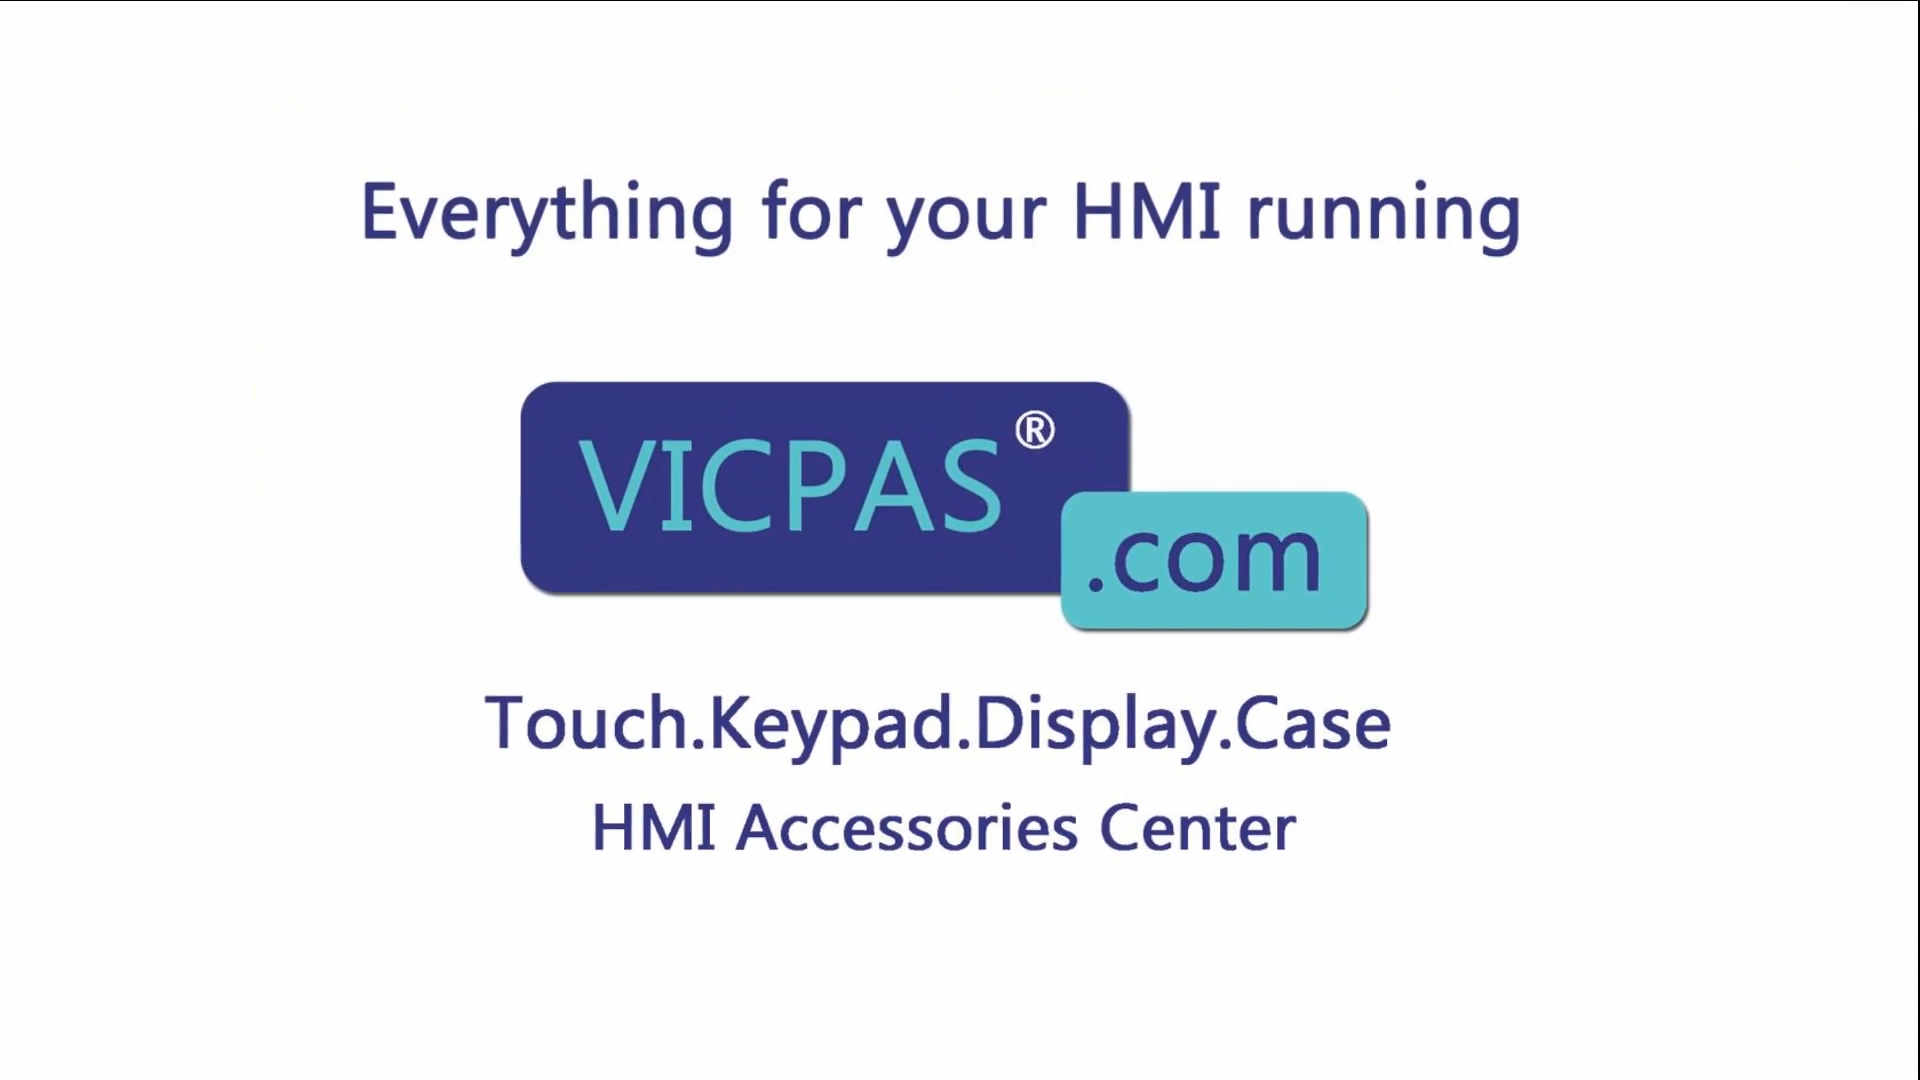 Everything for your HMI running
VICPAS®
.com
Touch.Keypad.Display.Case
HMI Accessories Center